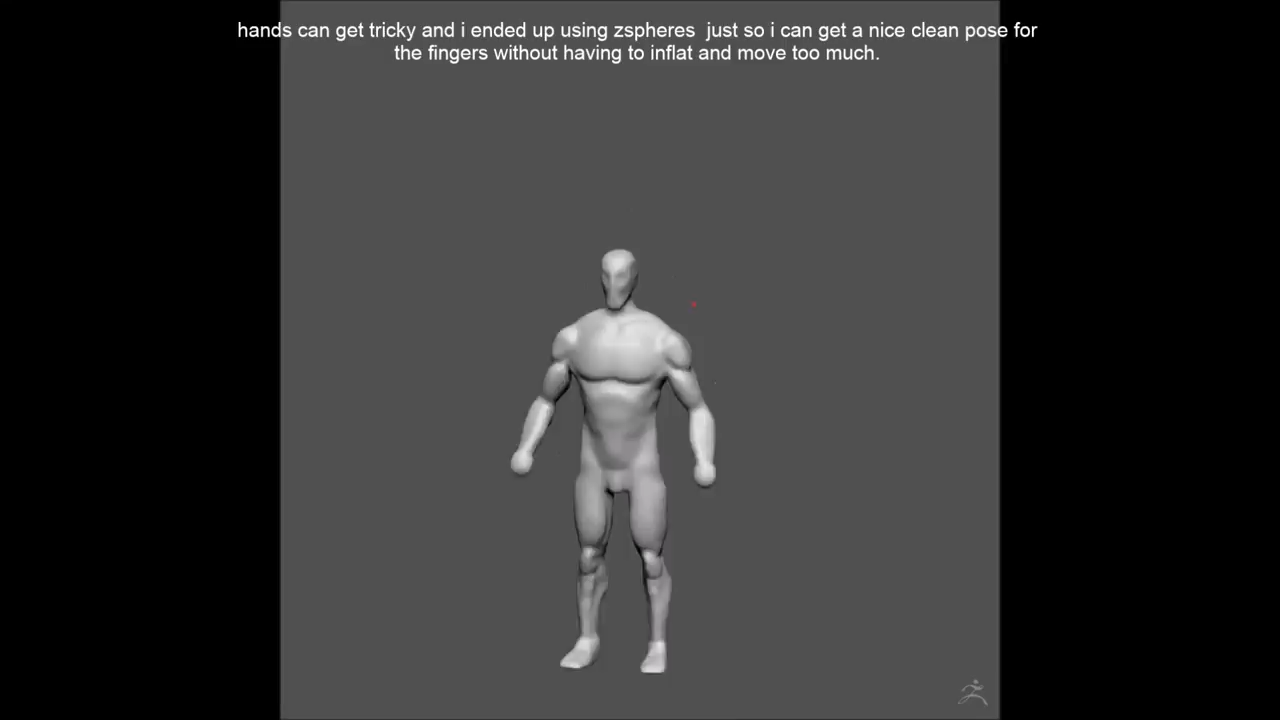 hands can get tricky and i ended up using zspheres  just so i can get a nice clean pose for
the fingers without having to inflat and move too much.